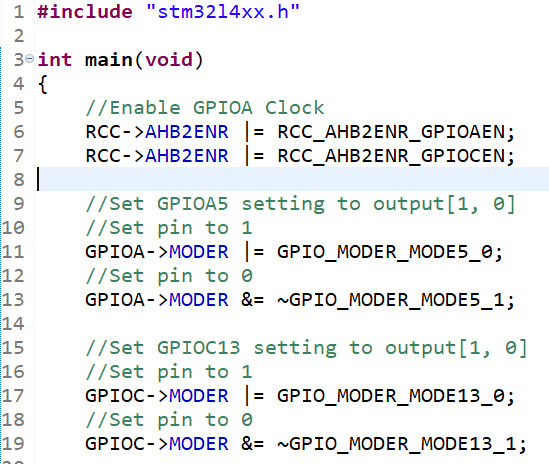 1 #include "stm32l4xx.h"
2
3 int main(void)
4 {
5 //Enable GPIOA Clock
6 RCC->AHB2ENR |= RCC_AHB2ENR_GPIOAEN;
7 RCC->AHB2ENR |= RCC_AHB2ENR_GPIOCEN;
8
9 //Set GPIOA5 setting to output[1, 0]
10 //Set pin to 1
11 GPIOA->MODER |= GPIO_MODER_MODE5_0;
12 //Set pin to 0
13 GPIOA->MODER &= ~GPIO_MODER_MODE5_1;
14
15 //Set GPIOC13 setting to output[1, 0]
16 //Set pin to 1
17 GPIOC->MODER |= GPIO_MODER_MODE13_0;
18 //Set pin to 0
19 GPIOC->MODER &= ~GPIO_MODER_MODE13_1;